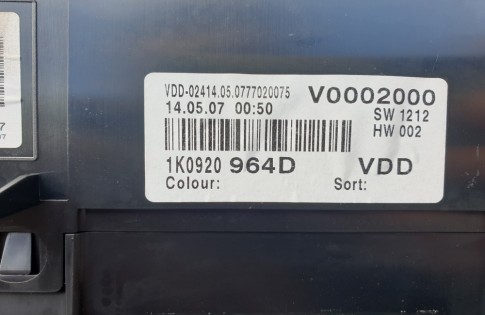 VDD-02414.05.0777020075 V0002000
14.05.07 00:50 SW 1212
HW 002
1K0920 964D VDD
Colour: Sort:
7